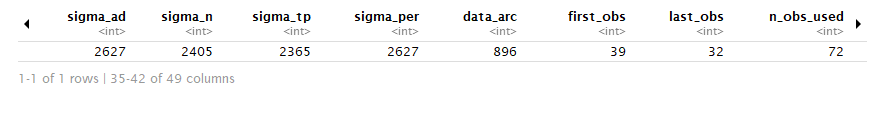 sigma_ad sigma_n sigma_tp sigma_per data_arc first_obs last_obs n_obs_used
<int> <int> <int> <int> <int> <int> <int> <int>
2627 2405 2365 2627 896 39 32 72
1-1 of 1 rows | 35-42 of 49 columns